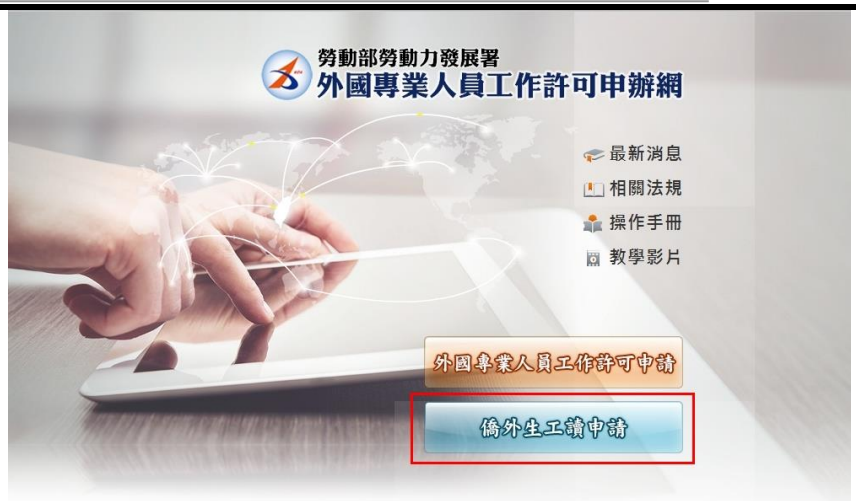 勞動部勞動力發展署
外國專業人員工作許可申辦網
最新消息
相關法規
操作手冊
教學影片
外國專業人員工作許可申請
僑外生工讀申請